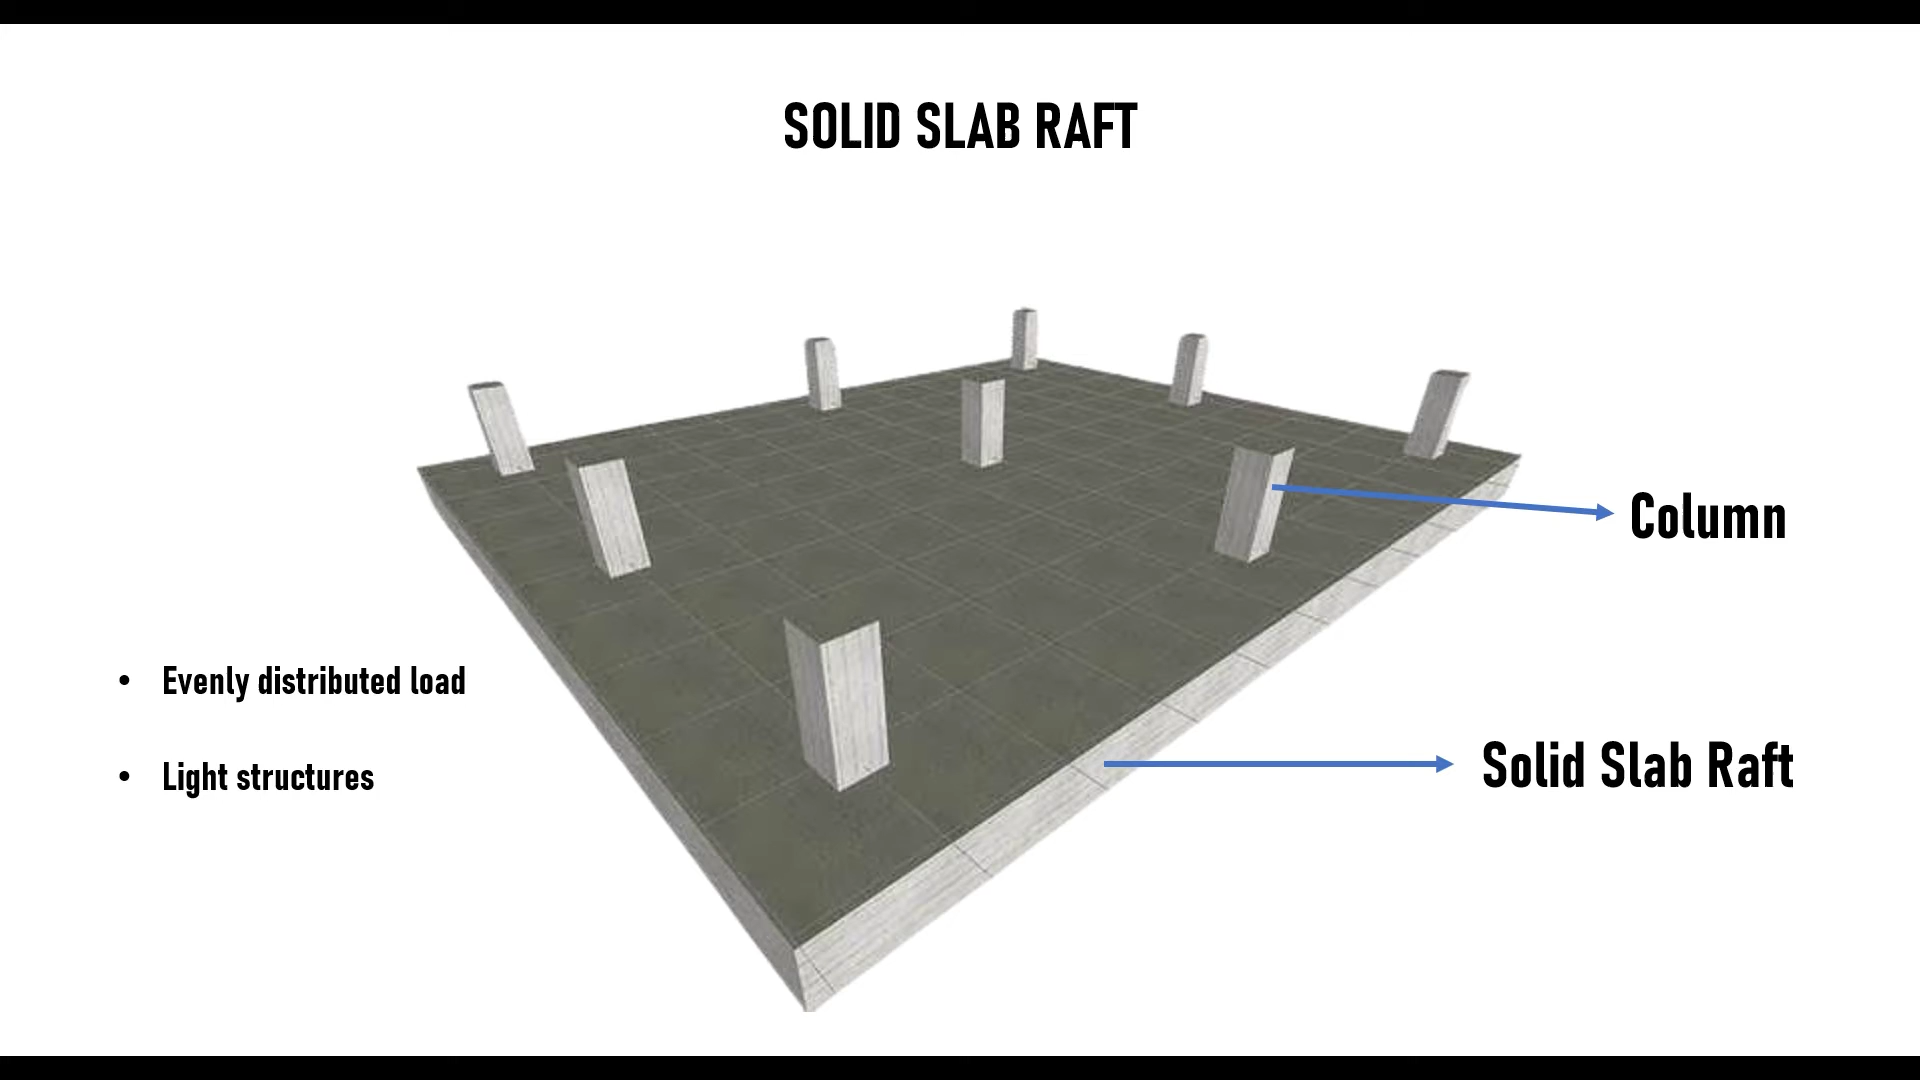 SOLID SLAB RAFT
Column
• Evenly distributed load
Solid Slab Raft
• Light structures